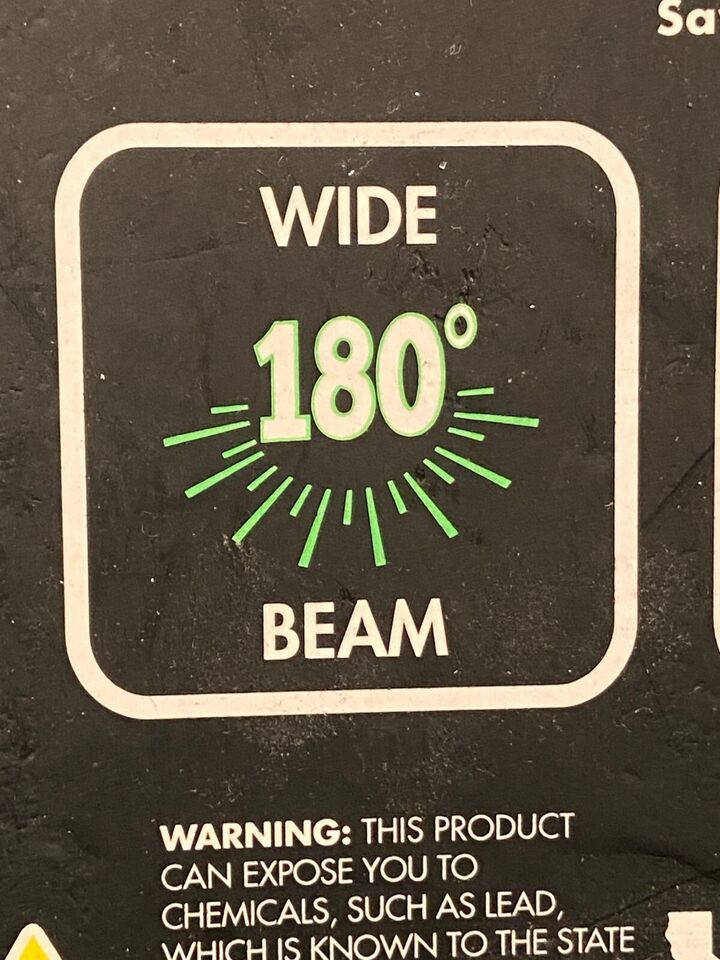 Sa
WIDE
180°
BEAM
WARNING: THIS PRODUCT
CAN EXPOSE YOU TO
CHEMICALS, SUCH AS LEAD,
WHICH IS KNOWN TO THE STATE